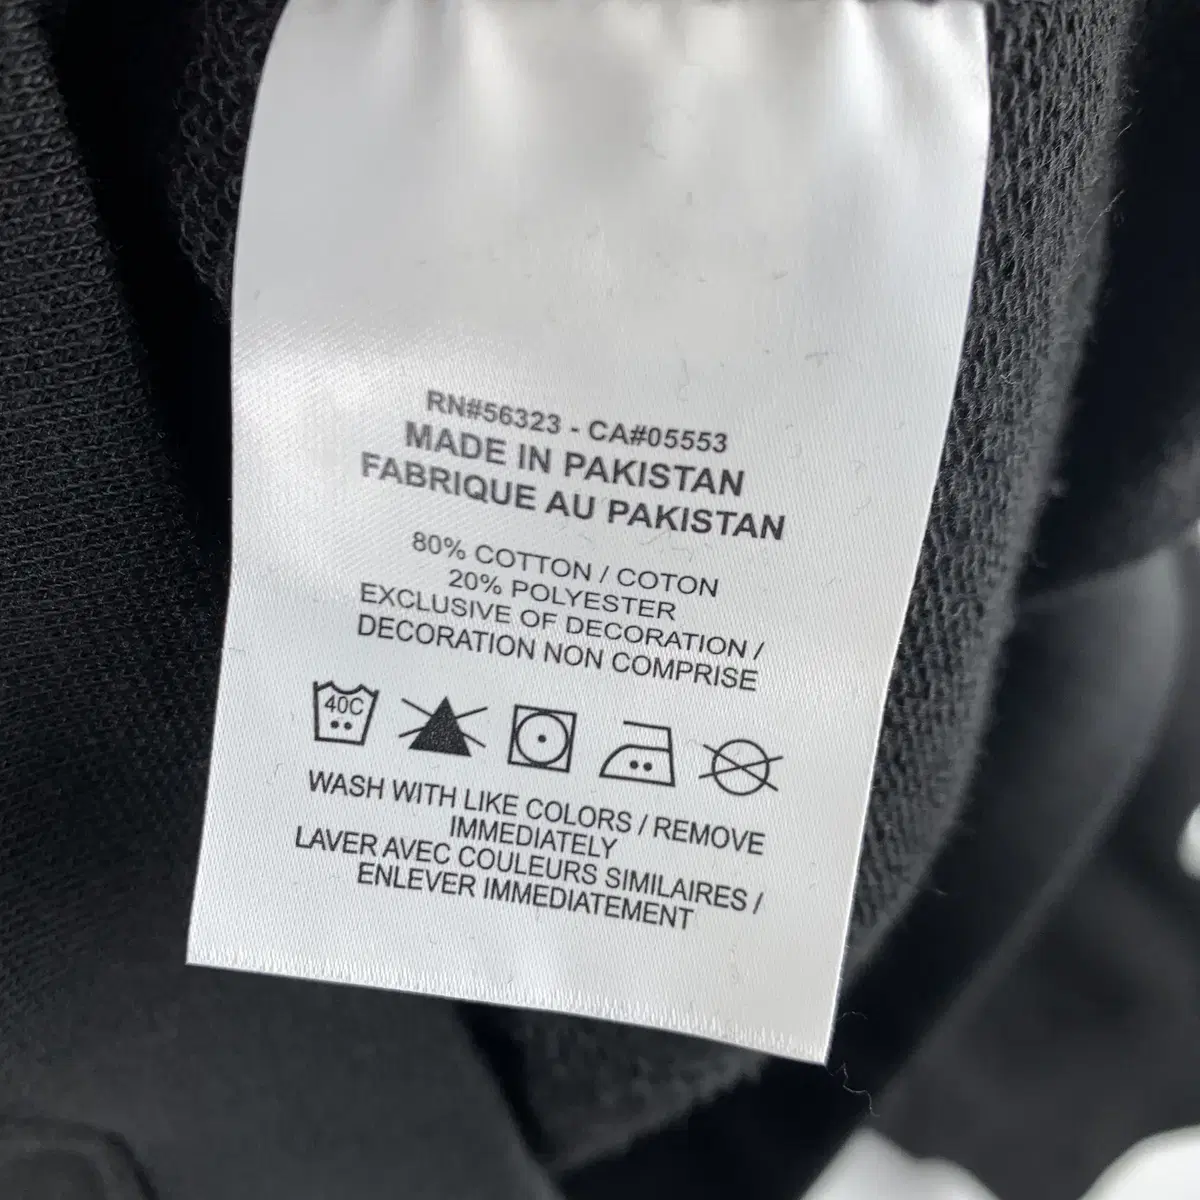 RN#56323 - CA#05553
MADE IN PAKISTAN
FABRIQUE AU PAKISTAN
80% COTTON / COTON
20% POLYESTER
EXCLUSIVE OF DECORATION /
DECORATION NON COMPRISE
40C
WASH WITH LIKE COLORS / REMOVE
IMMEDIATELY
LAVER AVEC COULEURS SIMILAIRES /
ENLEVER IMMEDIATEMENT